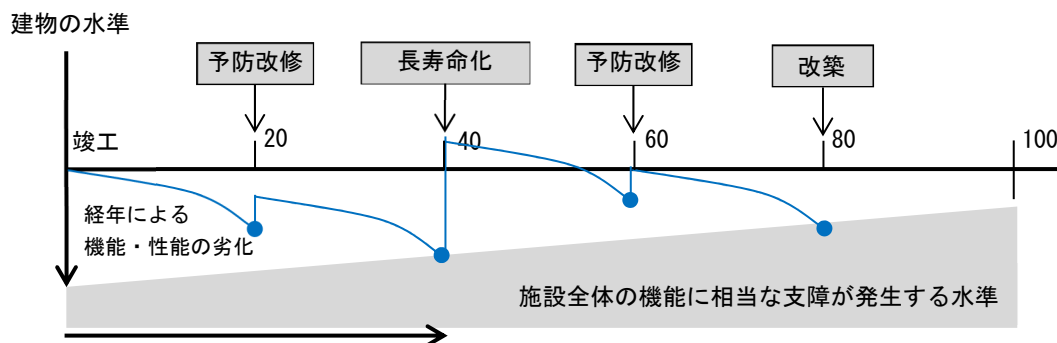 建物の水準
予防改修
長寿命化
予防改修
改築
竣工
20
40
60
80
100
経年による
機能・性能の劣化
施設全体の機能に相当な支障が発生する水準